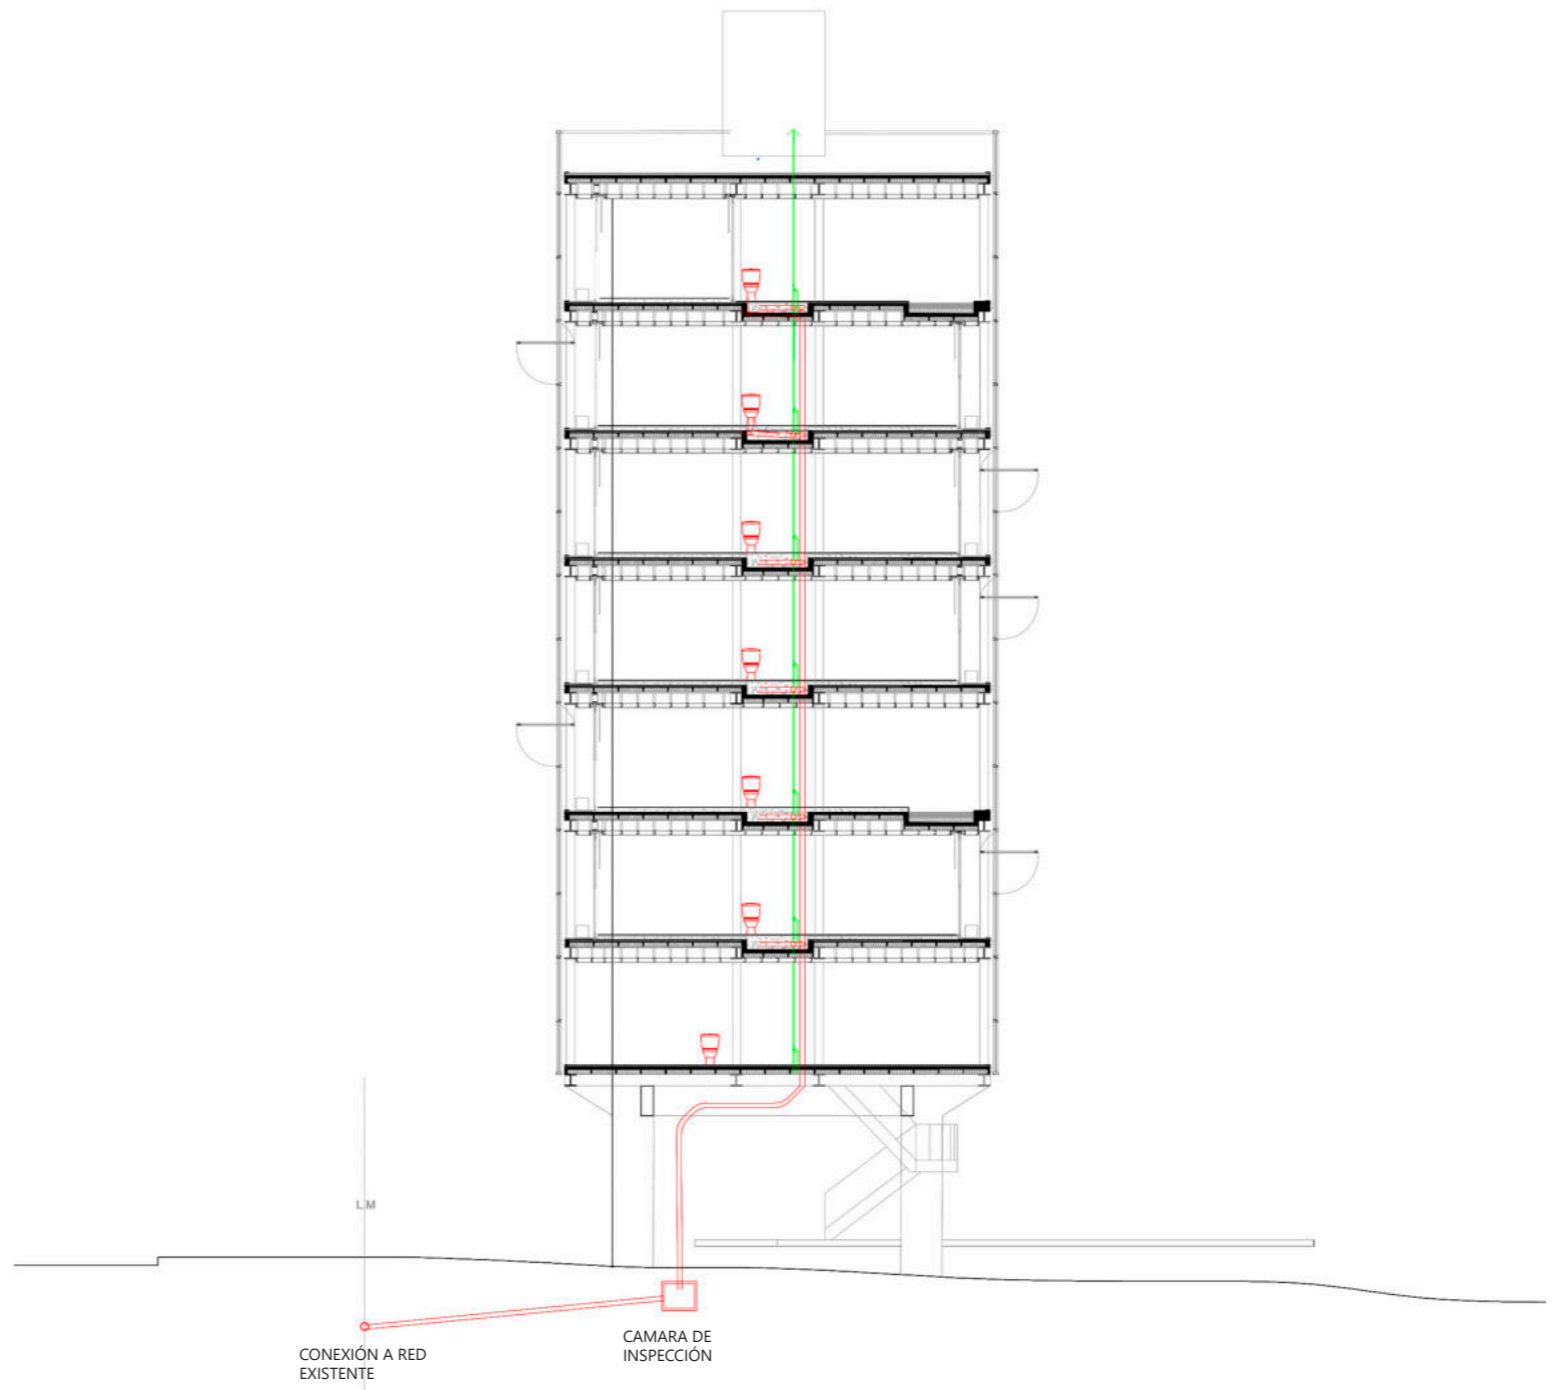 L.M
CONEXIÓN A RED
EXISTENTE
CAMARA DE
INSPECCIÓN